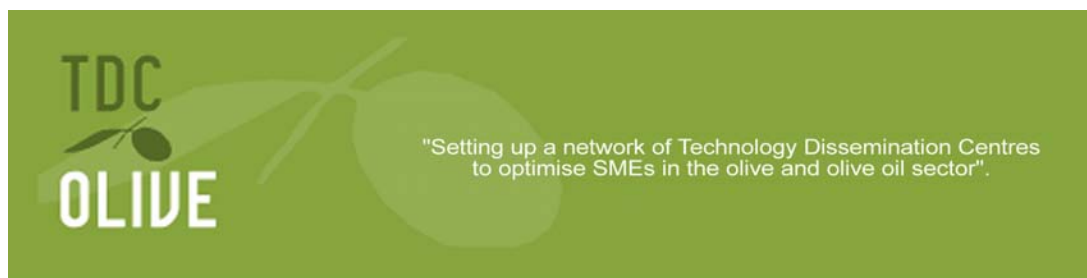 TDC
OLIVE
"Setting up a network of Technology Dissemination Centres
to optimise SMEs in the olive and olive oil sector".